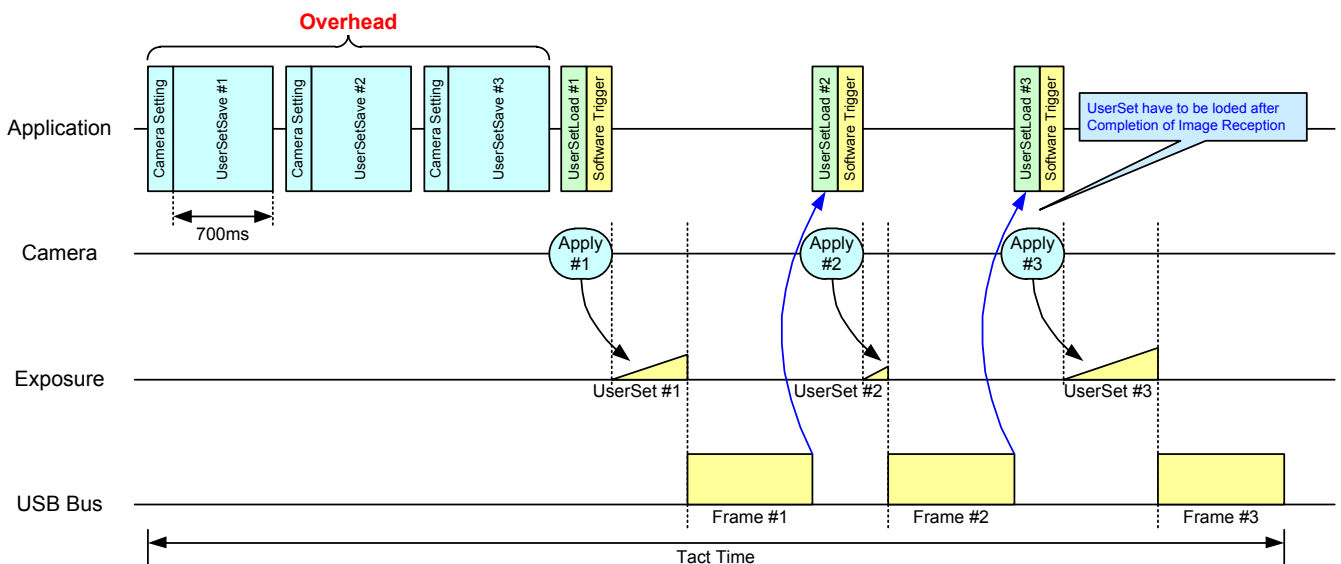 Overhead
Camera Setting
UserSetSave #1
Camera Setting
UserSetSave #2
Camera Setting
UserSetSave #3
UserSetLoad #1
Software Trigger
UserSetLoad #2
Software Trigger
UserSetLoad #3
Software Trigger
UserSet have to be loded after
Completion of Image Reception
Application
700ms
Camera
Apply
#1
Apply
#2
Apply
#3
Exposure
UserSet #1
UserSet #2
UserSet #3
USB Bus
Frame #1
Frame #2
Frame #3
Tact Time